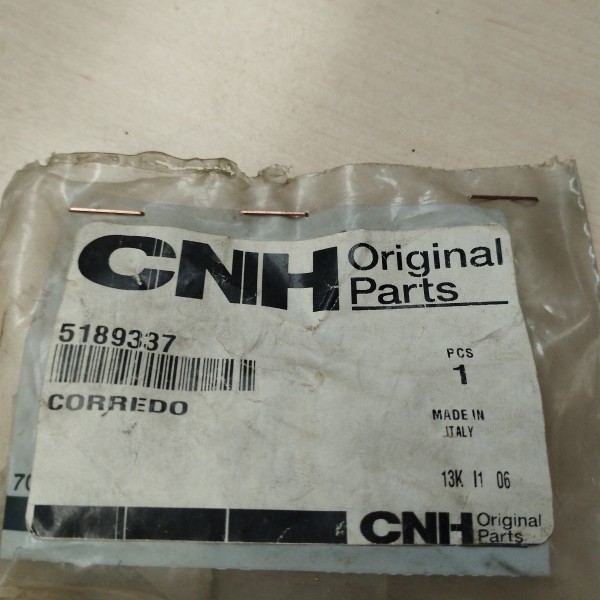 CNH Original
Parts
5189337
PCS
1
CORREDO
MADE IN
ITALY
13K I1 06
CNH Original
Parts